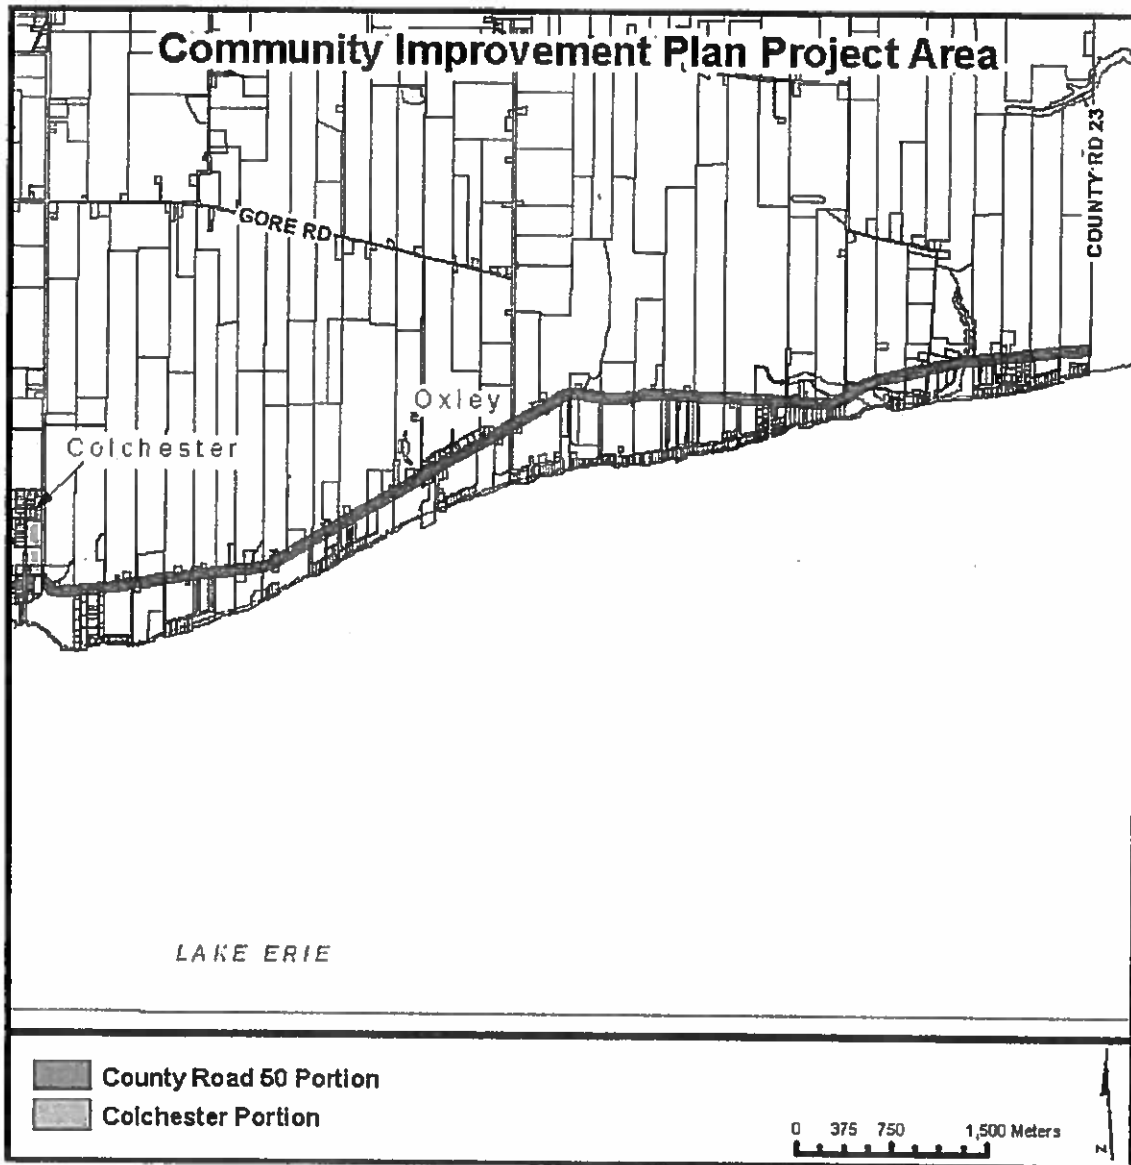 Community Improvement Plan Project Area
COUNTY RD 23
GORE RD
Oxley
Colchester
LAKE ERIE
County Road 50 Portion
Colchester Portion
0 375 750 1,500 Meters
N